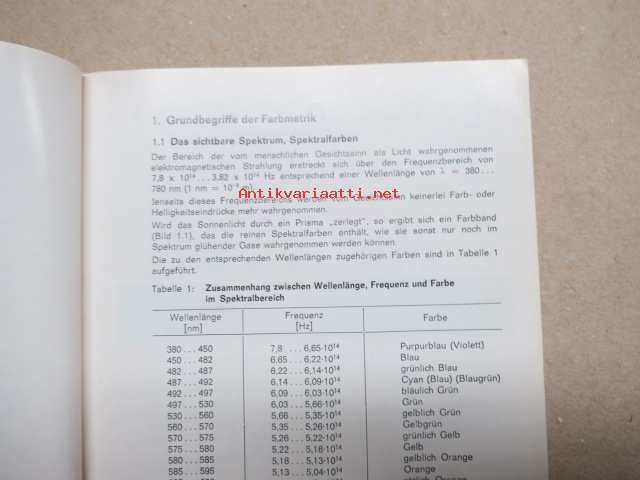 1. Grundbegriffe der Farbmetrik
1.1 Das sichtbare Spektrum, Spektralfarben
Der Bereich der vom menschlichen Gesichtssinn als Licht wahrgenommenen
elektromagnetischen Strahlung erstreckt sich über den Frequenzbereich von
7,8 x 10¹⁴ . . . 3,82 x 10¹⁴ Hz entsprechend einer Wellenlänge von λ = 380 . . .
780 nm (1 nm = 10⁻⁹ m).
Antikvariaatti.net
Jenseits dieses Frequenzbereichs werden vom Gesichtssinn keinerlei Farb- oder
Helligkeitseindrücke mehr wahrgenommen.
Wird das Sonnenlicht durch ein Prisma „zerlegt", so ergibt sich ein Farbband
(Bild 1.1), das die reinen Spektralfarben enthält, wie sie sonst nur noch im
Spektrum glühender Gase wahrgenommen werden können.
Die zu den entsprechenden Wellenlängen zugehörigen Farben sind in Tabelle 1
aufgeführt.
Tabelle 1: Zusammenhang zwischen Wellenlänge, Frequenz und Farbe
im Spektralbereich
Wellenlänge Frequenz Farbe
[nm] [Hz]
380 . . . 450 7,8 . . . 6,65·10¹⁴ Purpurblau (Violett)
450 . . . 482 6,65 . . . 6,22·10¹⁴ Blau
482 . . . 487 6,22 . . . 6,14·10¹⁴ grünlich Blau
487 . . . 492 6,14 . . . 6,09·10¹⁴ Cyan (Blau) (Blaugrün)
492 . . . 497 6,09 . . . 6,03·10¹⁴ bläulich Grün
497 . . . 530 6,03 . . . 5,66·10¹⁴ Grün
530 . . . 560 5,66 . . . 5,35·10¹⁴ gelblich Grün
560 . . . 570 5,35 . . . 5,26·10¹⁴ Gelbgrün
570 . . . 575 5,26 . . . 5,22·10¹⁴ grünlich Gelb
575 . . . 580 5,22 . . . 5,18·10¹⁴ Gelb
580 . . . 585 5,18 . . . 5,13·10¹⁴ gelblich Orange
585 . . . 595 5,13 . . . 5,04·10¹⁴ Orange
Orange